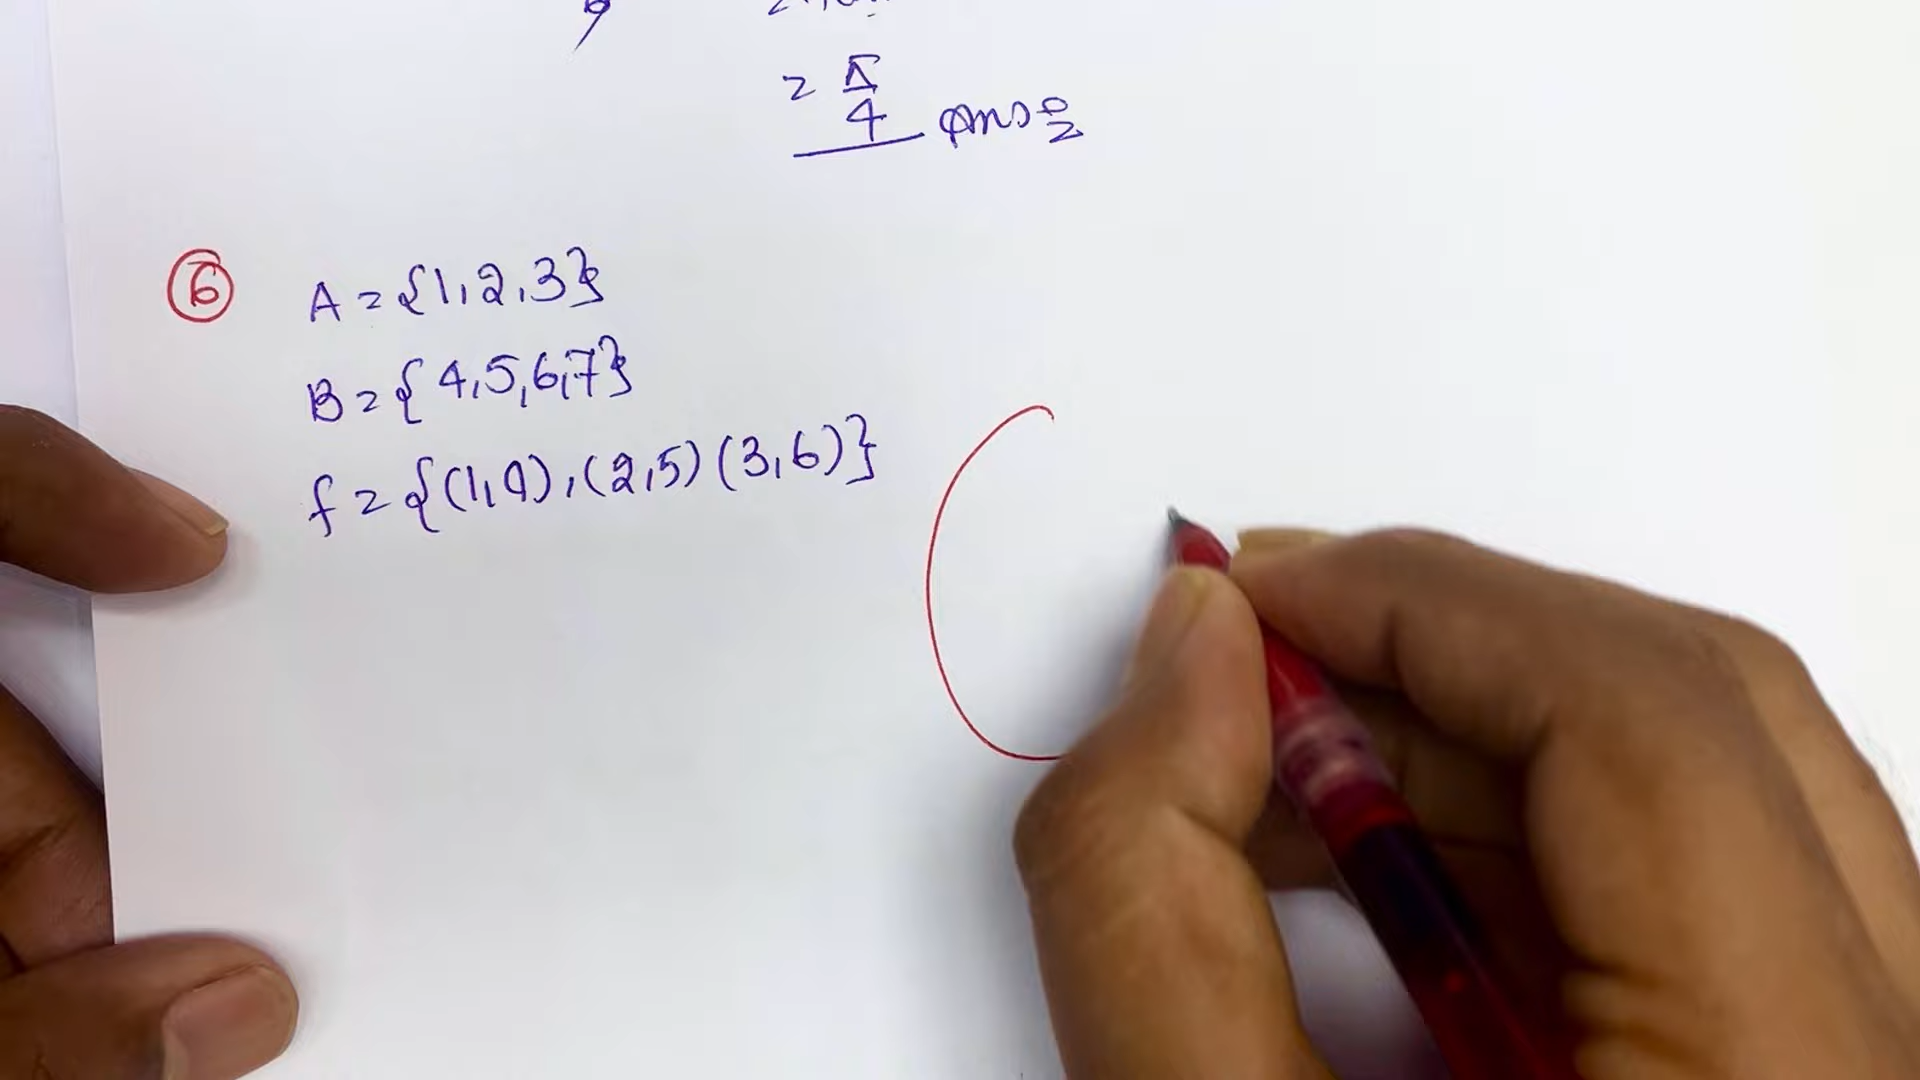 = π/4 Ans:
⑥ A = {1, 2, 3}
B = {4, 5, 6, 7}
f = {(1, 4), (2, 5) (3, 6)}